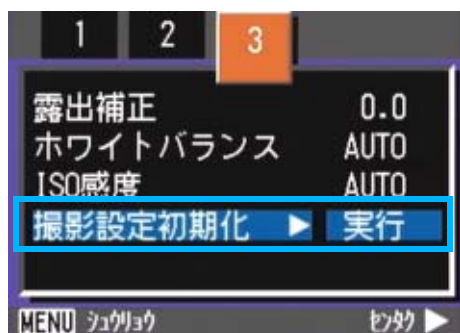 1 2 3
露出補正 0.0
ホワイトバランス AUTO
ISO感度 AUTO
撮影設定初期化 ▶ 実行
MENU ｼｭｳﾘｮｳ ｾﾝﾀｸ ▶